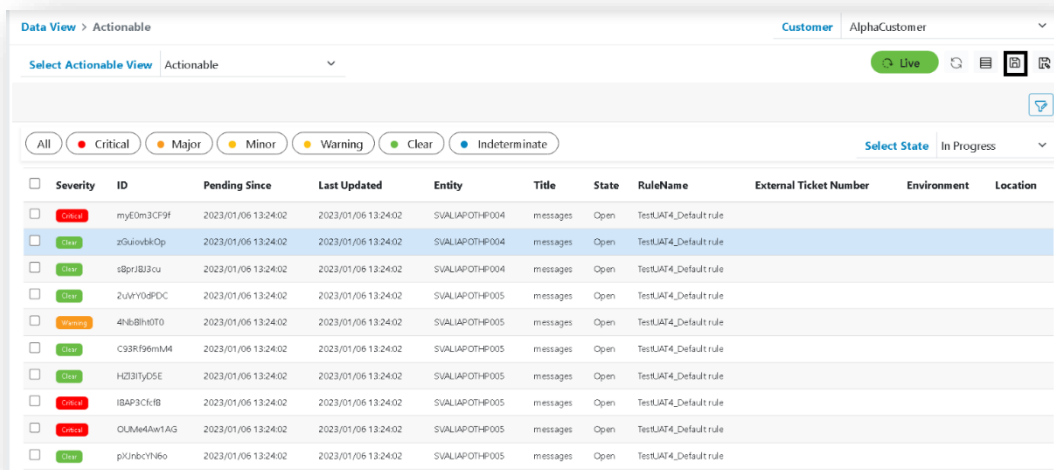 Data View > Actionable Customer AlphaCustomer
Select Actionable View Actionable Live
All Critical Major Minor Warning Clear Indeterminate Select State In Progress
Severity ID Pending Since Last Updated Entity Title State RuleName External Ticket Number Environment Location
Critical myE0m3CF9f 2023/01/06 13:24:02 2023/01/06 13:24:02 SVALIAPOTHP004 messages Open TestUAT4_Default rule
Clear zGuiovbkOp 2023/01/06 13:24:02 2023/01/06 13:24:02 SVALIAPOTHP004 messages Open TestUAT4_Default rule
Clear s8prJ8J3cu 2023/01/06 13:24:02 2023/01/06 13:24:02 SVALIAPOTHP004 messages Open TestUAT4_Default rule
Clear 2uVrY0dPDC 2023/01/06 13:24:02 2023/01/06 13:24:02 SVALIAPOTHP005 messages Open TestUAT4_Default rule
Warning 4NbBlht0T0 2023/01/06 13:24:02 2023/01/06 13:24:02 SVALIAPOTHP005 messages Open TestUAT4_Default rule
Clear C93Rf96mM4 2023/01/06 13:24:02 2023/01/06 13:24:02 SVALIAPOTHP005 messages Open TestUAT4_Default rule
Clear HZl3ITyD5E 2023/01/06 13:24:02 2023/01/06 13:24:02 SVALIAPOTHP005 messages Open TestUAT4_Default rule
Critical I8AP3CfcfB 2023/01/06 13:24:02 2023/01/06 13:24:02 SVALIAPOTHP005 messages Open TestUAT4_Default rule
Critical OUMe4Aw1AG 2023/01/06 13:24:02 2023/01/06 13:24:02 SVALIAPOTHP005 messages Open TestUAT4_Default rule
Clear pXJnbcYN6o 2023/01/06 13:24:02 2023/01/06 13:24:02 SVALIAPOTHP005 messages Open TestUAT4_Default rule